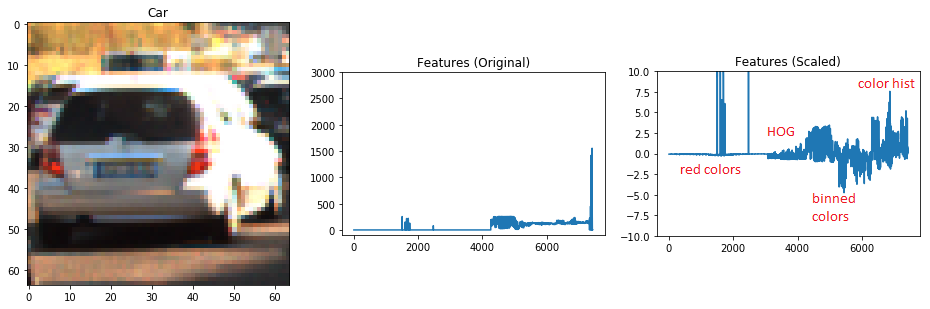 Car
0
10
20
30
40
50
60
0 10 20 30 40 50 60
Features (Original)
3000
2500
2000
1500
1000
500
0
0 2000 4000 6000
Features (Scaled)
10.0
7.5
5.0
2.5
0.0
−2.5
−5.0
−7.5
−10.0
0 2000 4000 6000
color hist
HOG
red colors
binned
colors